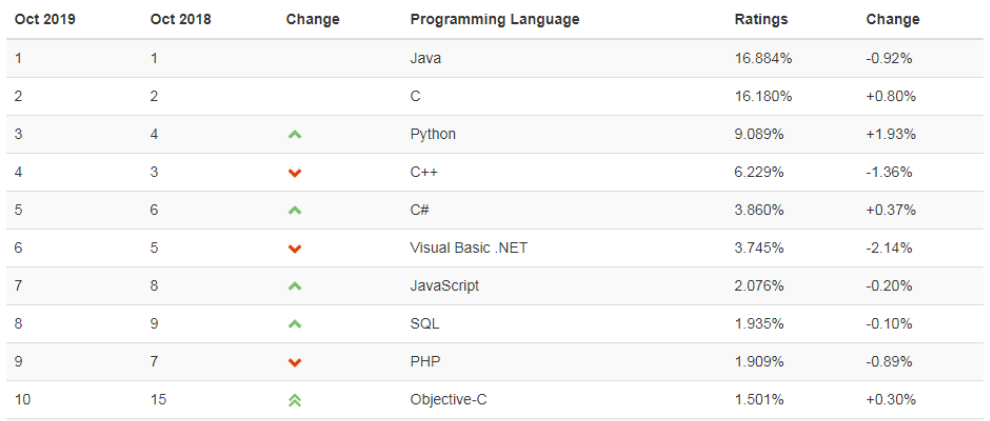 Oct 2019 Oct 2018 Change Programming Language Ratings Change
1 1 Java 16.884% -0.92%
2 2 C 16.180% +0.80%
3 4 Python 9.089% +1.93%
4 3 C++ 6.229% -1.36%
5 6 C# 3.860% +0.37%
6 5 Visual Basic .NET 3.745% -2.14%
7 8 JavaScript 2.076% -0.20%
8 9 SQL 1.935% -0.10%
9 7 PHP 1.909% -0.89%
10 15 Objective-C 1.501% +0.30%